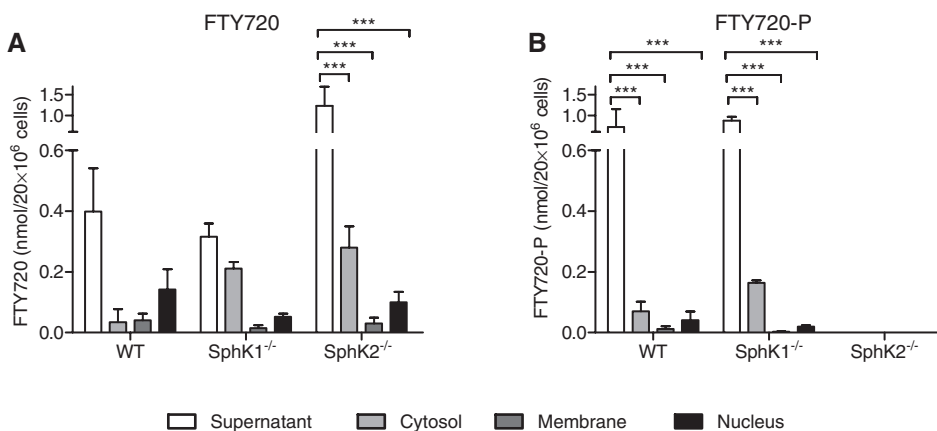 A
FTY720
FTY720 (nmol/20×10⁶ cells)
1.5
1.0
0.6
0.4
0.2
0.0
***
***
***
WT
SphK1⁻/⁻
SphK2⁻/⁻
B
FTY720-P
FTY720-P (nmol/20×10⁶ cells)
1.5
1.0
0.6
0.4
0.2
0.0
***
***
***
***
***
***
WT
SphK1⁻/⁻
SphK2⁻/⁻
Supernatant
Cytosol
Membrane
Nucleus